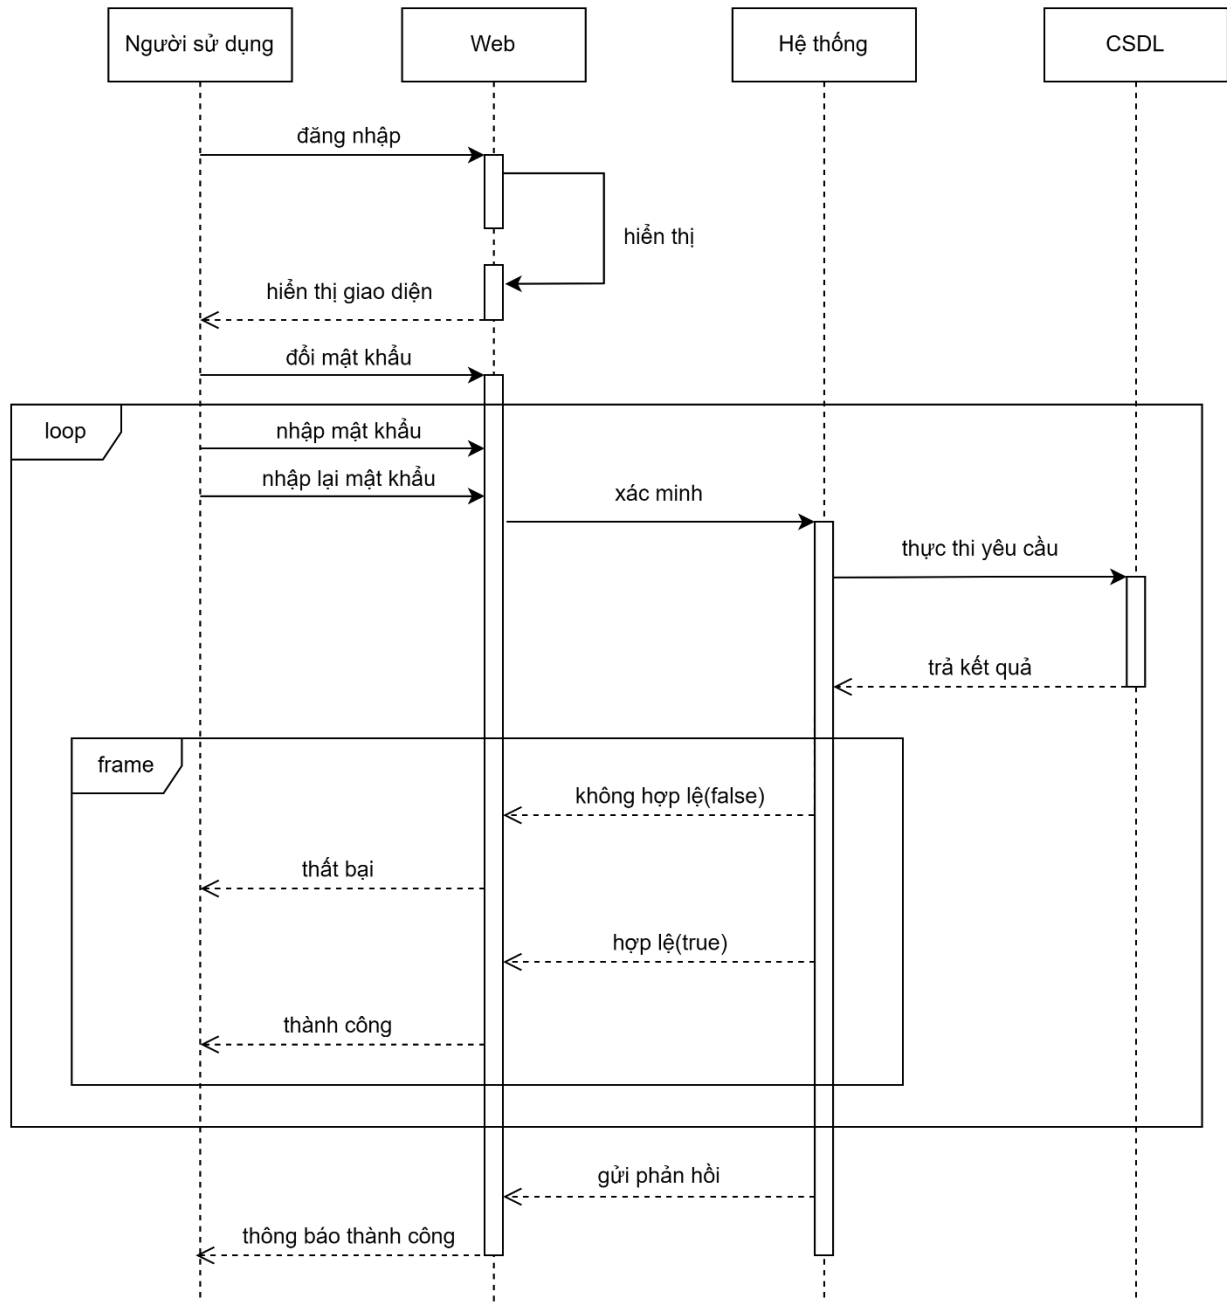 Người sử dụng
Web
Hệ thống
CSDL
đăng nhập
hiển thị
hiển thị giao diện
đổi mật khẩu
loop
nhập mật khẩu
nhập lại mật khẩu
xác minh
thực thi yêu cầu
trả kết quả
frame
không hợp lệ(false)
thất bại
hợp lệ(true)
thành công
gửi phản hồi
thông báo thành công